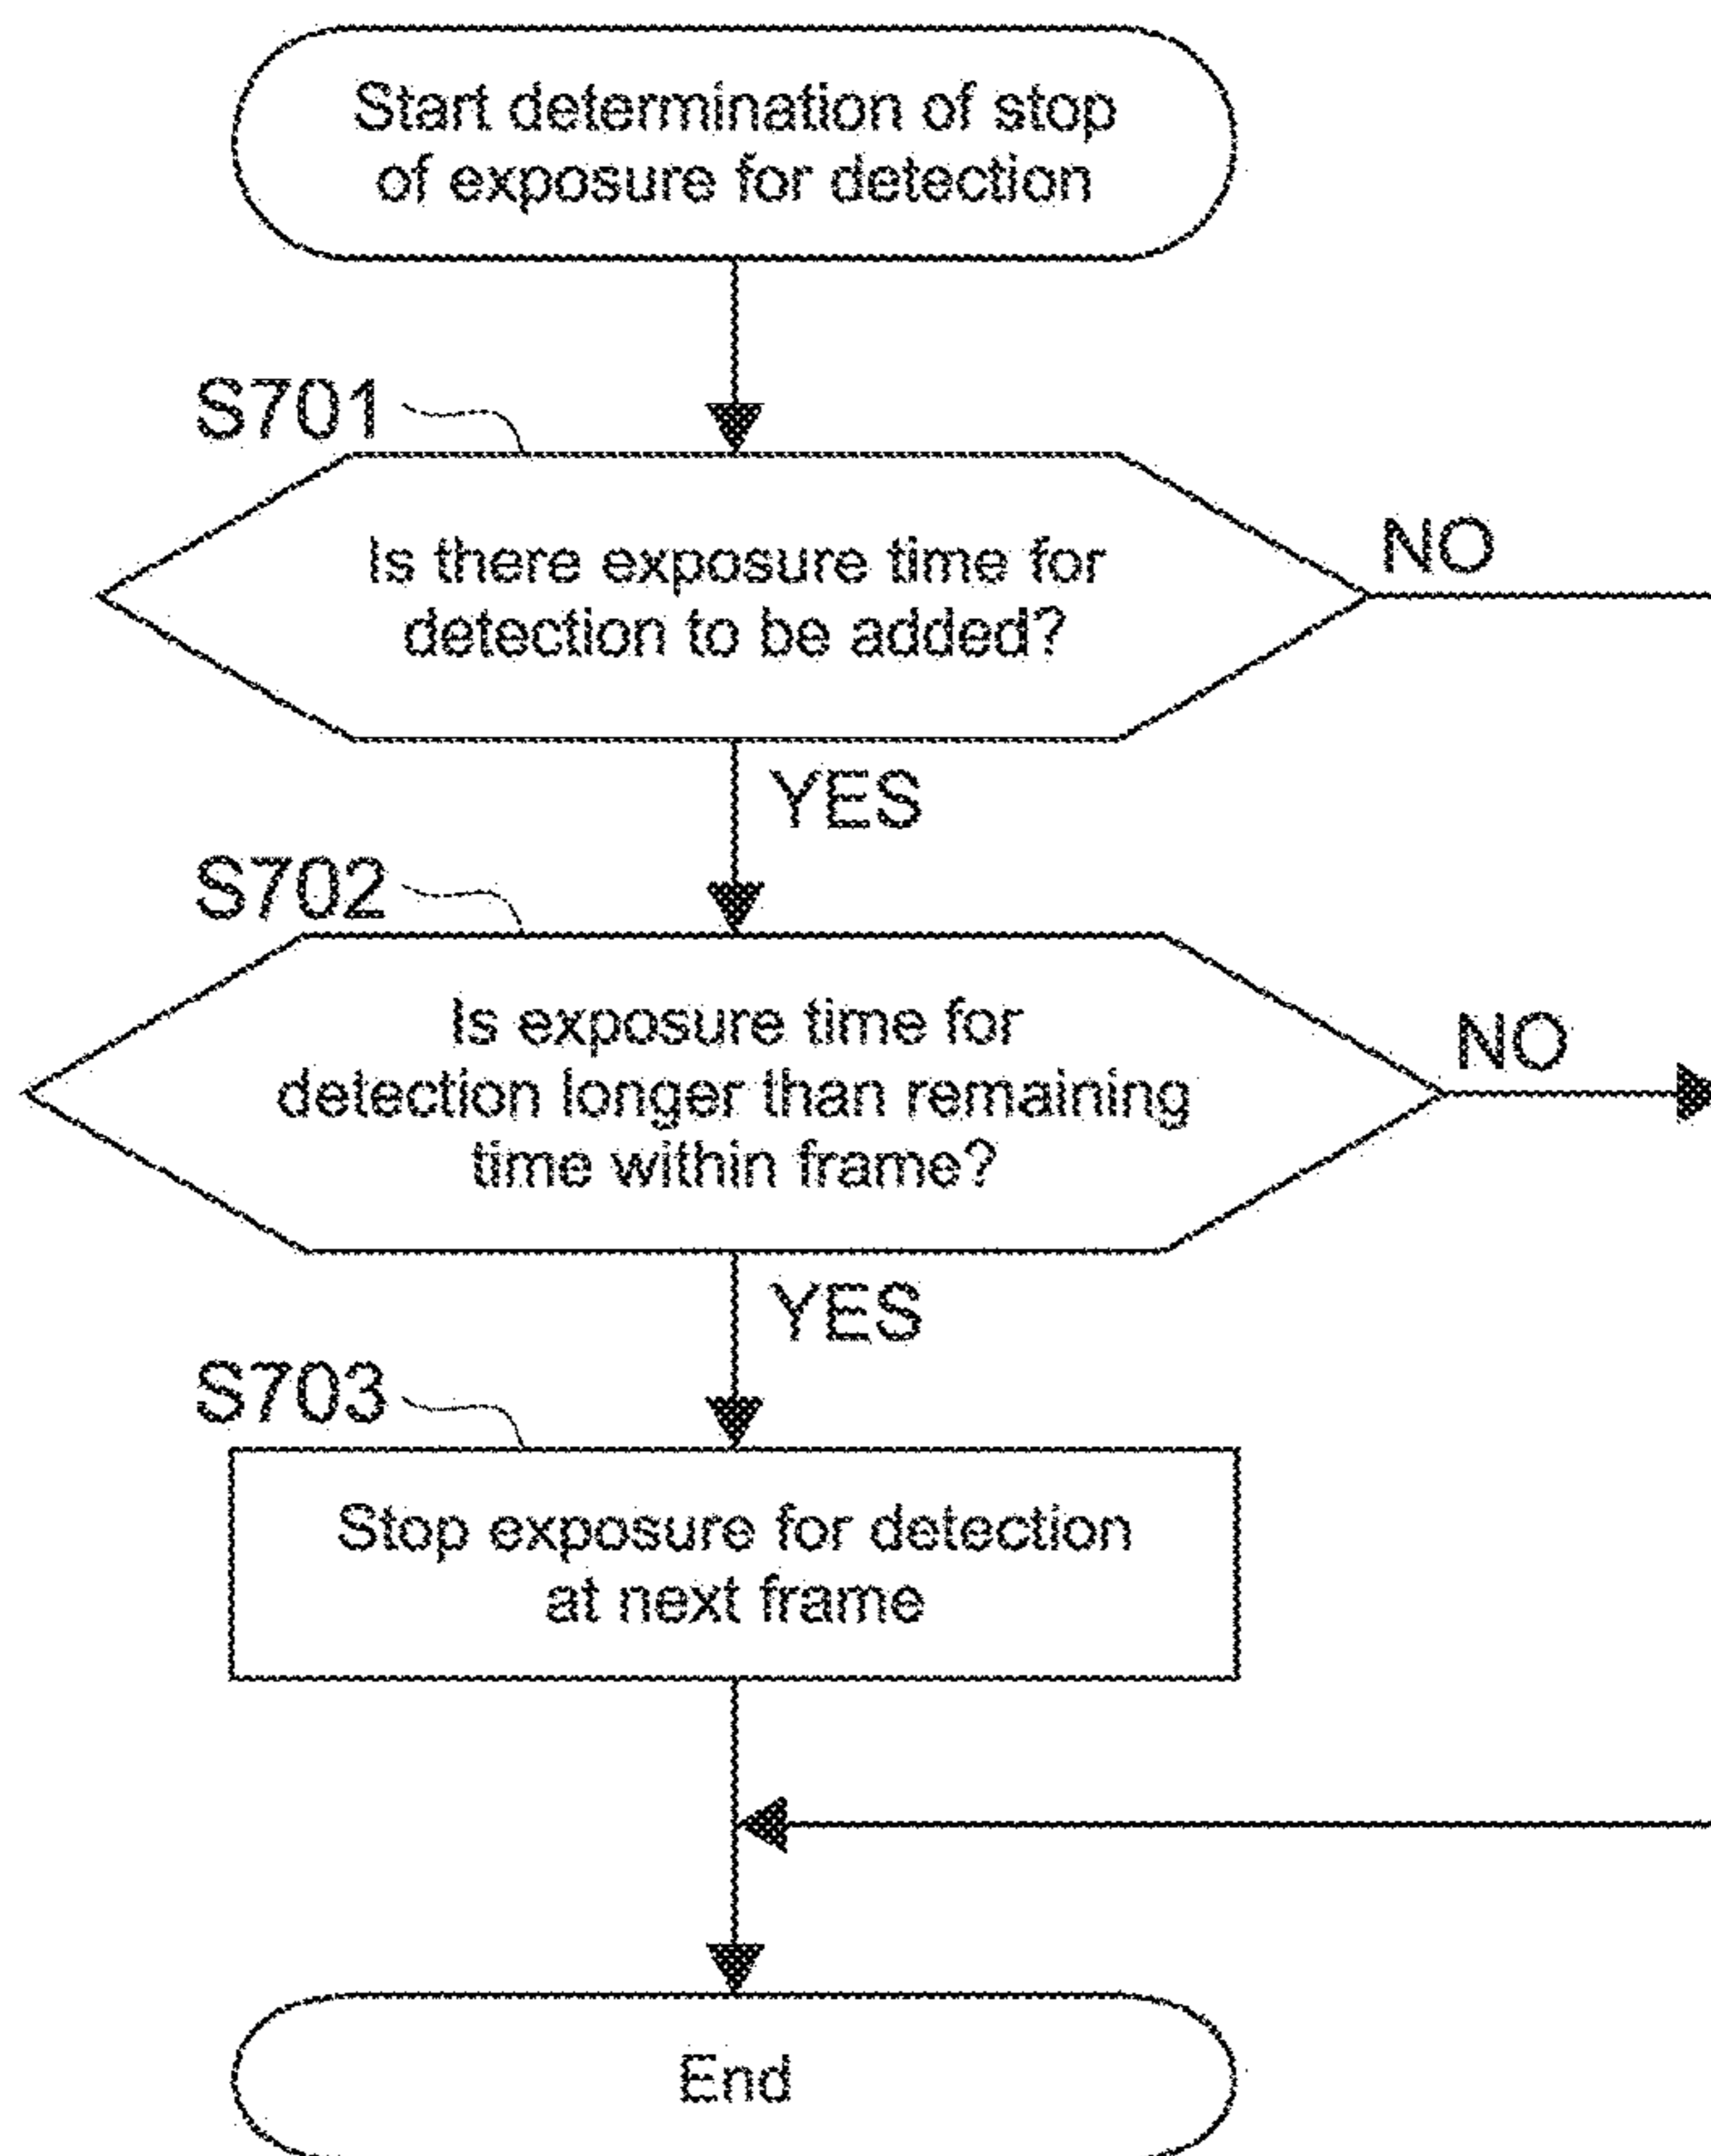 Start determination of stop
of exposure for detection
S701
Is there exposure time for
detection to be added?
NO
YES
S702
Is exposure time for
detection longer than remaining
time within frame?
NO
YES
S703
Stop exposure for detection
at next frame
End